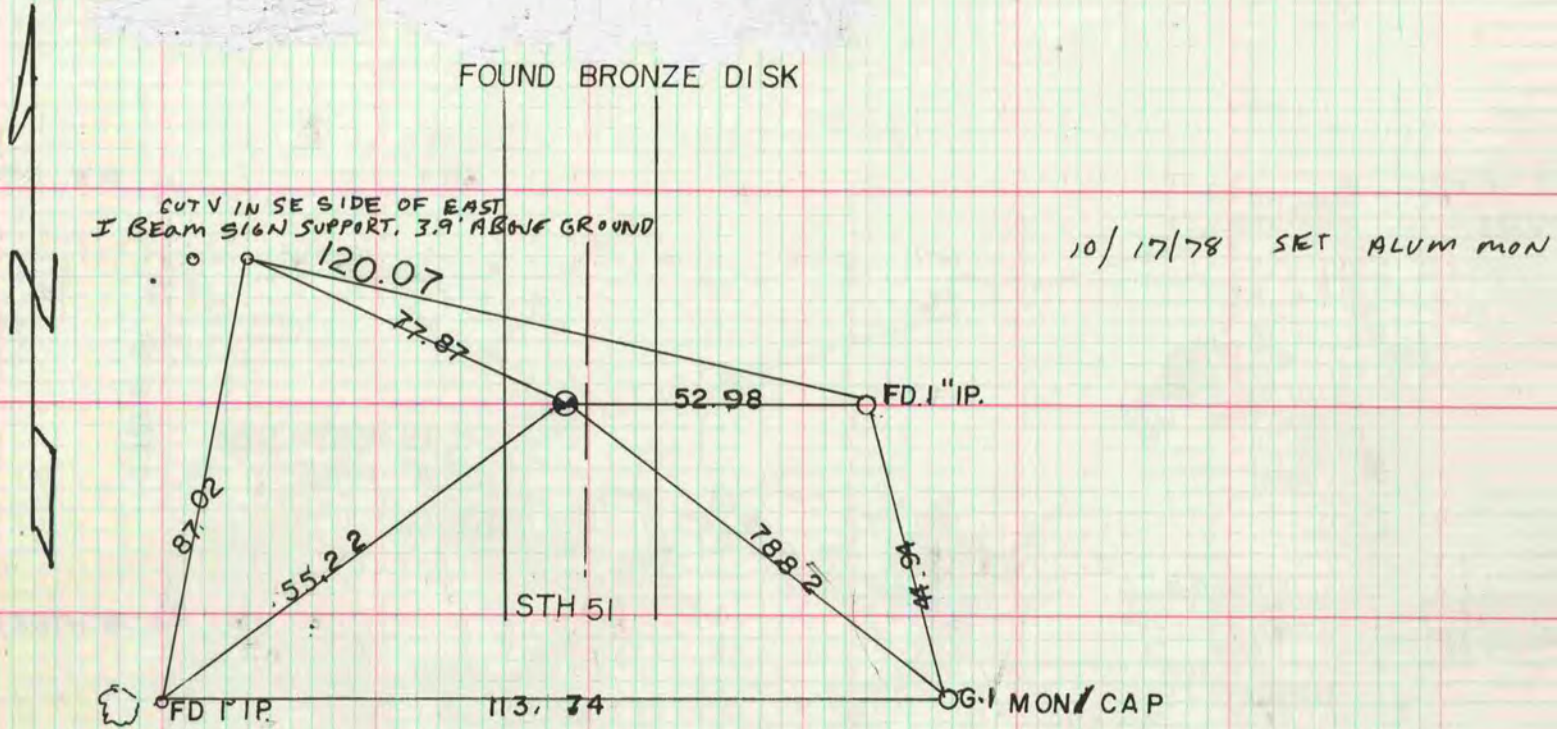 FOUND BRONZE DISK
CUT V IN SE SIDE OF EAST
I BEAM SIGN SUPPORT. 3.9' ABOVE GROUND
10/17/78 SET ALUM MON
N
120.07
77.87
52.98
FD.1"IP.
87.02
55.22
78.82
STH 51
FD 1"IP.
113.74
G.I MON/CAP